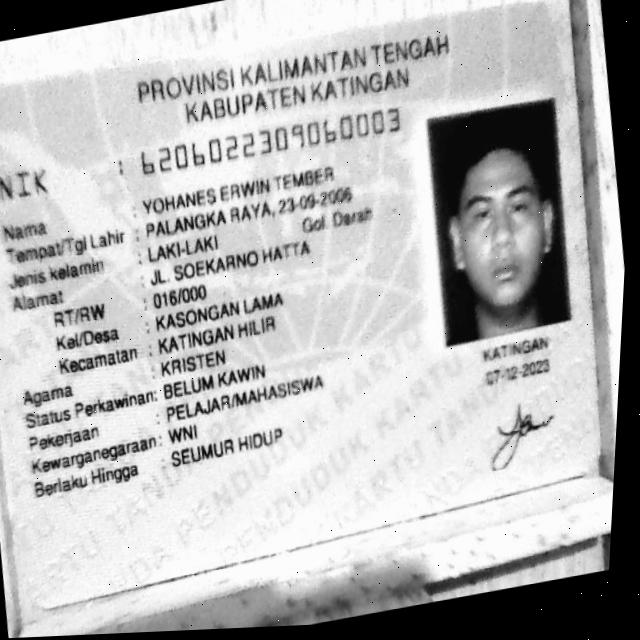 PROVINSI KALIMANTAN TENGAH
KABUPATEN KATINGAN
NIK : 6206022309060003
Nama : YOHANES ERWIN TEMBER
Tempat/Tgl Lahir : PALANGKA RAYA, 23-09-2006
Jenis kelamin : LAKI-LAKI Gol. Darah
Alamat : JL. SOEKARNO HATTA
RT/RW : 016/000
Kel/Desa : KASONGAN LAMA
Kecamatan : KATINGAN HILIR
Agama : KRISTEN
Status Perkawinan: BELUM KAWIN
Pekerjaan : PELAJAR/MAHASISWA
Kewarganegaraan: WNI
Berlaku Hingga : SEUMUR HIDUP
KATINGAN
07-12-2023